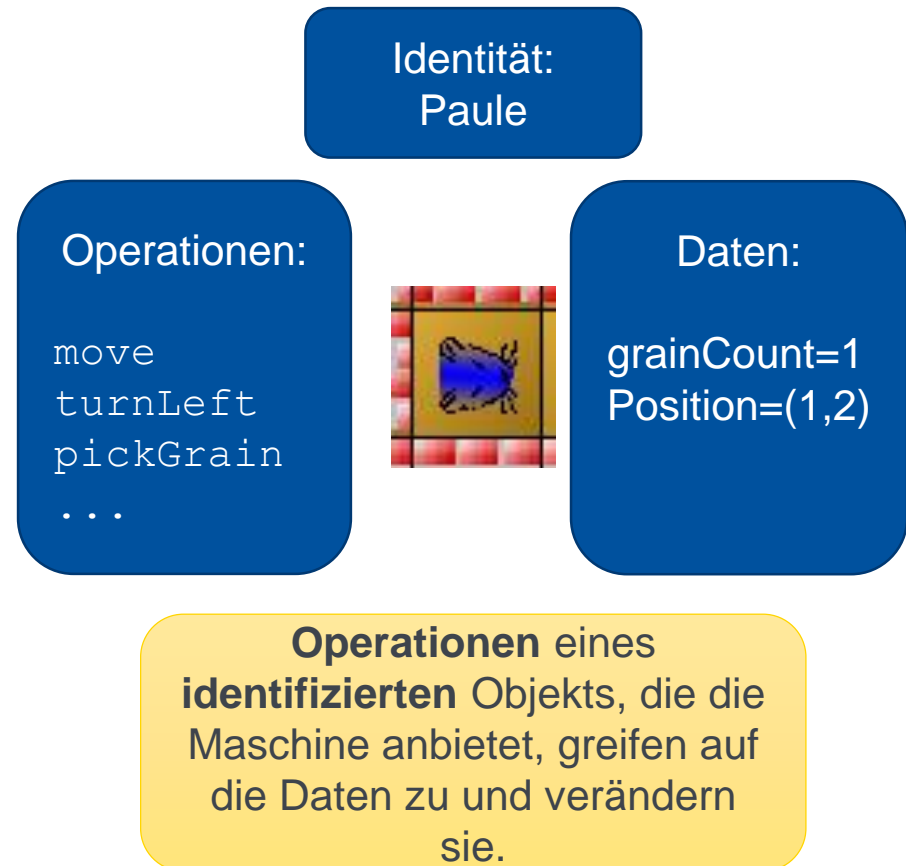 Identität:
Paule
Operationen:
move
turnLeft
pickGrain
...
Daten:
grainCount=1
Position=(1,2)
Operationen eines
identifizierten Objekts, die die
Maschine anbietet, greifen auf
die Daten zu und verändern
sie.